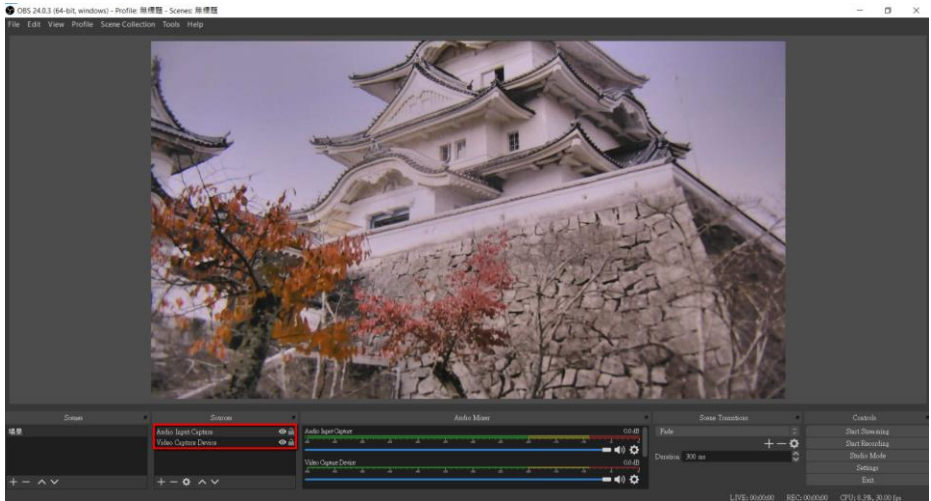 OBS 24.0.3 (64-bit, windows) - Profile: 無標題 - Scenes: 無標題
File Edit View Profile Scene Collection Tools Help
Scenes
Sources
Audio Mixer
Scene Transitions
Controls
場景
Audio Input Capture
Video Capture Device
Audio Input Capture
0.0 dB
Video Capture Device
0.0 dB
Fade
Duration 300 ms
Start Streaming
Start Recording
Studio Mode
Settings
Exit
LIVE: 00:00:00 REC: 00:00:00 CPU: 8.3%, 30.00 fps